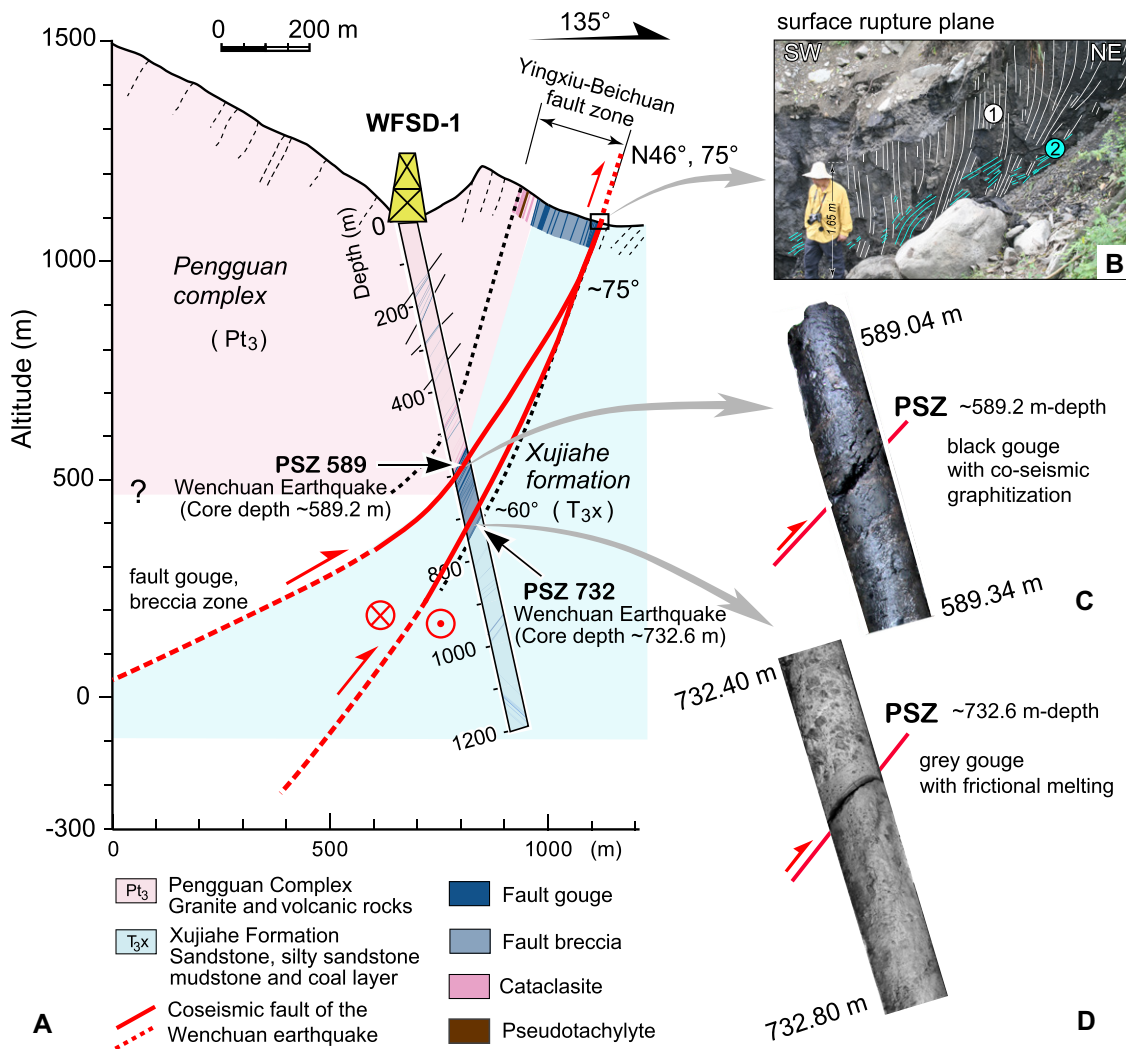 1500
1000
500
0
-300
Altitude (m)
0
200 m
135°
Yingxiu-Beichuan
fault zone
WFSD-1
N46°, 75°
Depth (m)
0
200
400
800
1000
1200
Pengguan
complex
( Pt3 )
~75°
PSZ 589
Wenchuan Earthquake
(Core depth ~589.2 m)
?
Xujiahe
formation
~60°
( T3x )
fault gouge,
breccia zone
PSZ 732
Wenchuan Earthquake
(Core depth ~732.6 m)
0
500
1000
(m)
Pt3
Pengguan Complex
Granite and volcanic rocks
T3x
Xujiahe Formation
Sandstone, silty sandstone
mudstone and coal layer
Coseismic fault of the
Wenchuan earthquake
Fault gouge
Fault breccia
Cataclasite
Pseudotachylyte
A
surface rupture plane
SW
NE
1
2
1.65 m
B
589.04 m
PSZ ~589.2 m-depth
black gouge
with co-seismic
graphitization
589.34 m
C
732.40 m
PSZ ~732.6 m-depth
grey gouge
with frictional melting
732.80 m
D